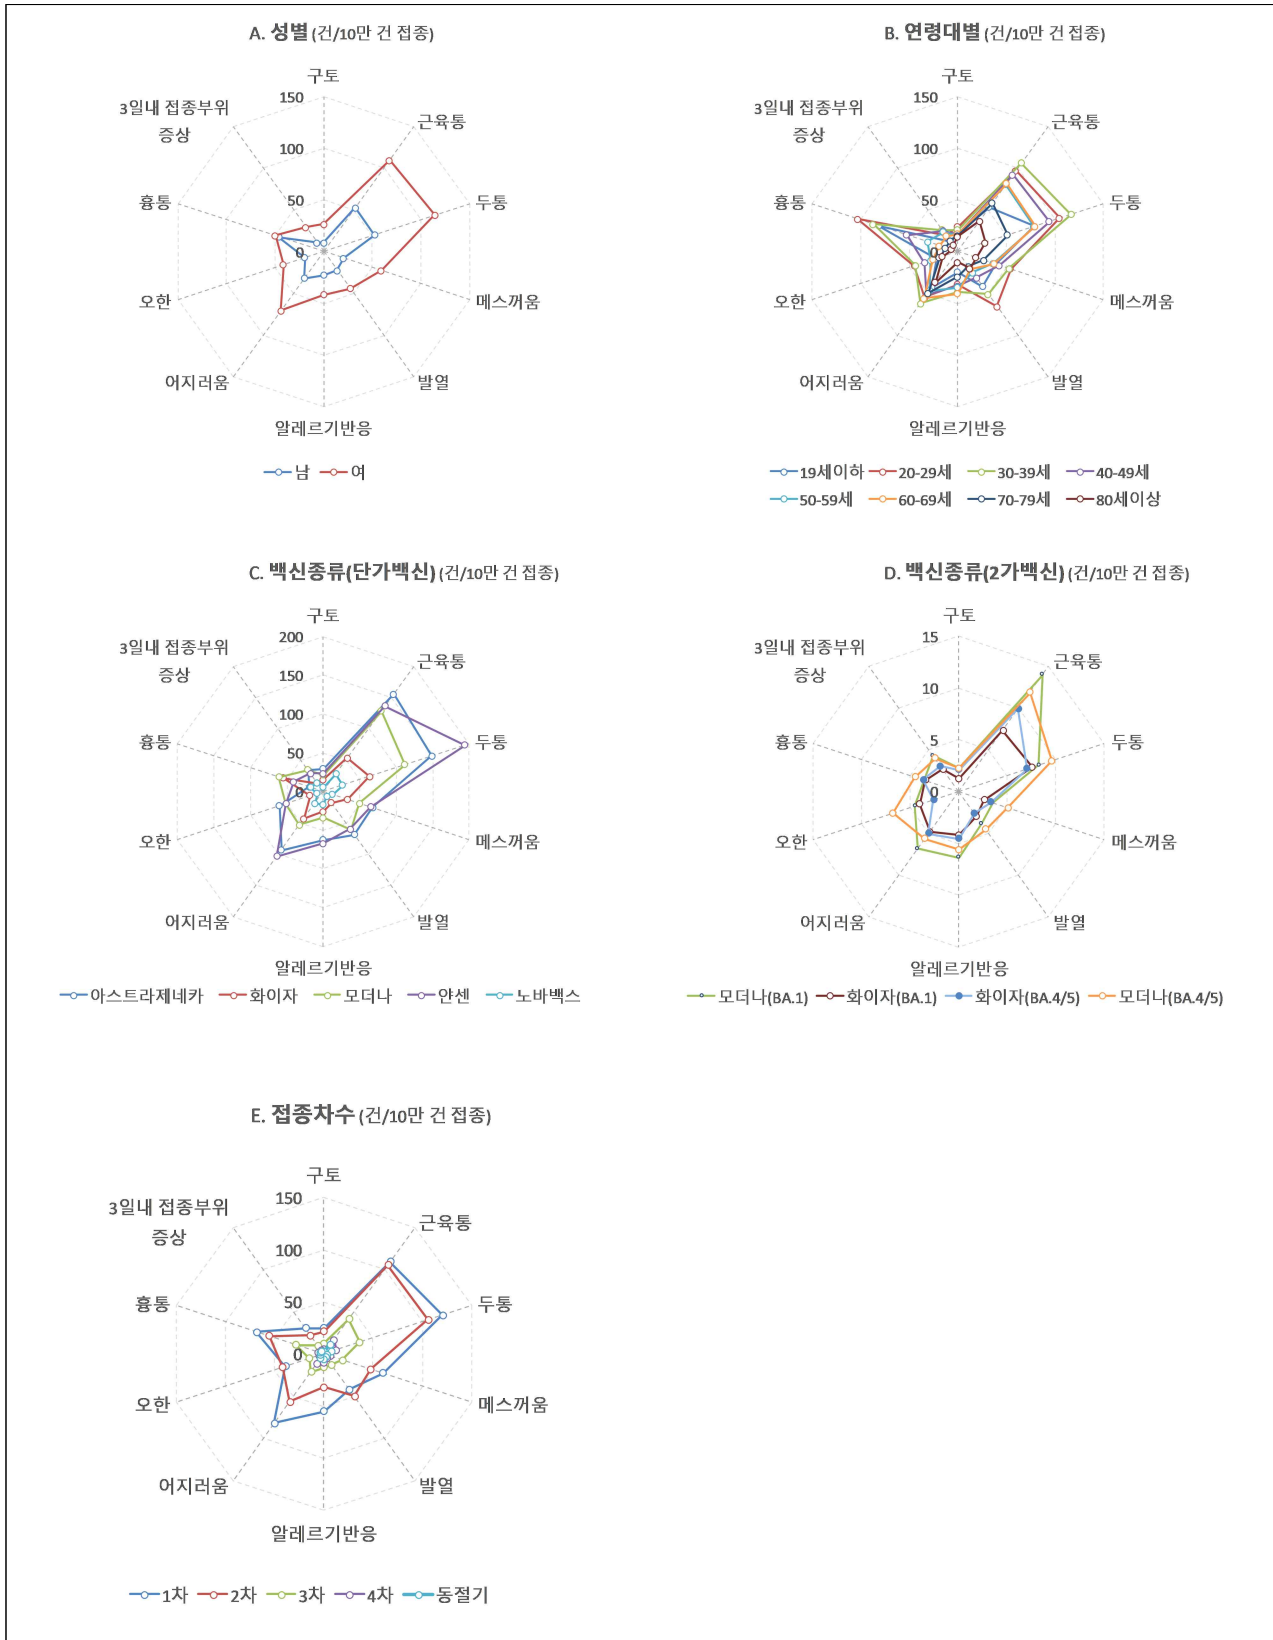 A. 성별 (건/10만 건 접종)
구토
150
3일내 접종부위
증상
근육통
100
흉통
50
두통
0
오한
메스꺼움
어지러움
발열
알레르기반응
남 여
B. 연령대별 (건/10만 건 접종)
구토
150
3일내 접종부위
증상
근육통
100
흉통
50
두통
0
오한
메스꺼움
어지러움
발열
알레르기반응
19세이하 20-29세 30-39세 40-49세
50-59세 60-69세 70-79세 80세이상
C. 백신종류(단가백신) (건/10만 건 접종)
구토
200
3일내 접종부위
증상
근육통
150
100
흉통
두통
50
0
오한
메스꺼움
어지러움
발열
알레르기반응
아스트라제네카 화이자 모더나 얀센 노바백스
D. 백신종류(2가백신) (건/10만 건 접종)
구토
15
3일내 접종부위
증상
근육통
10
흉통
5
두통
0
오한
메스꺼움
어지러움
발열
알레르기반응
모더나(BA.1) 화이자(BA.1) 화이자(BA.4/5) 모더나(BA.4/5)
E. 접종차수 (건/10만 건 접종)
구토
150
3일내 접종부위
증상
근육통
100
흉통
50
두통
0
오한
메스꺼움
어지러움
발열
알레르기반응
1차 2차 3차 4차 동절기